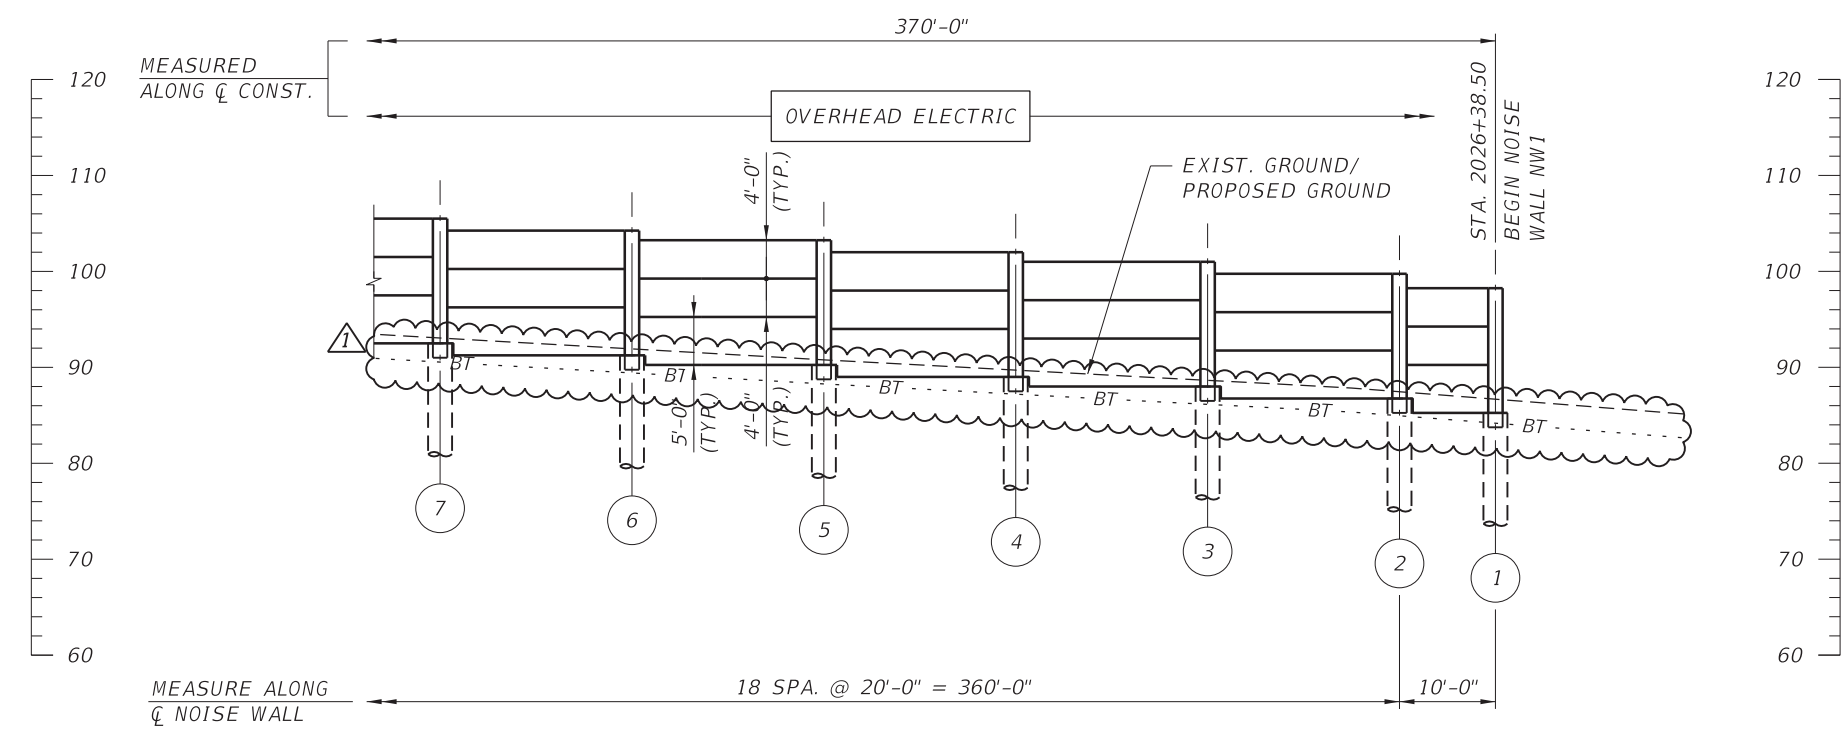 370'-0"
MEASURED
ALONG ℄ CONST.
120
110
100
90
80
70
60
OVERHEAD ELECTRIC
STA. 2026+38.50
BEGIN NOISE
WALL NW1
120
110
100
90
80
70
60
4'-0"
(TYP.)
EXIST. GROUND/
PROPOSED GROUND
1
BT
BT
BT
BT
BT
BT
5'-0"
(TYP.)
4'-0"
(TYP.)
7
6
5
4
3
2
1
MEASURE ALONG
℄ NOISE WALL
18 SPA. @ 20'-0" = 360'-0"
10'-0"